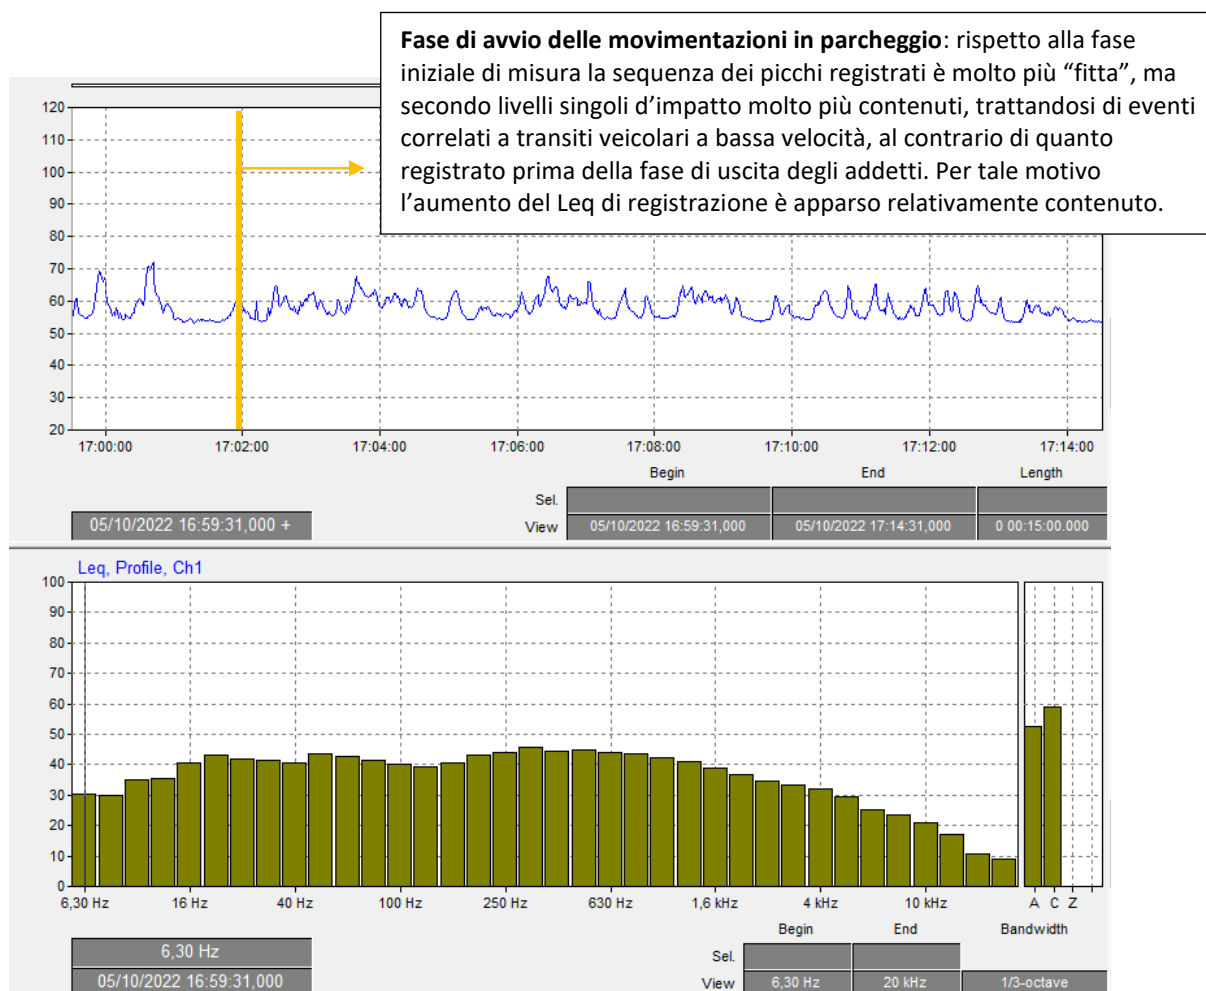 Fase di avvio delle movimentazioni in parcheggio: rispetto alla fase
iniziale di misura la sequenza dei picchi registrati è molto più “fitta”, ma
secondo livelli singoli d’impatto molto più contenuti, trattandosi di eventi
correlati a transiti veicolari a bassa velocità, al contrario di quanto
registrato prima della fase di uscita degli addetti. Per tale motivo
l’aumento del Leq di registrazione è apparso relativamente contenuto.
120
110
100
90
80
70
60
50
40
30
20
17:00:00 17:02:00 17:04:00 17:06:00 17:08:00 17:10:00 17:12:00 17:14:00
Begin End Length
Sel.
05/10/2022 16:59:31,000 + View 05/10/2022 16:59:31,000 05/10/2022 17:14:31,000 0 00:15:00.000
Leq, Profile, Ch1
100
90
80
70
60
50
40
30
20
10
0
6,30 Hz 16 Hz 40 Hz 100 Hz 250 Hz 630 Hz 1,6 kHz 4 kHz 10 kHz A C Z
Begin End Bandwidth
6,30 Hz Sel.
05/10/2022 16:59:31,000 View 6,30 Hz 20 kHz 1/3-octave